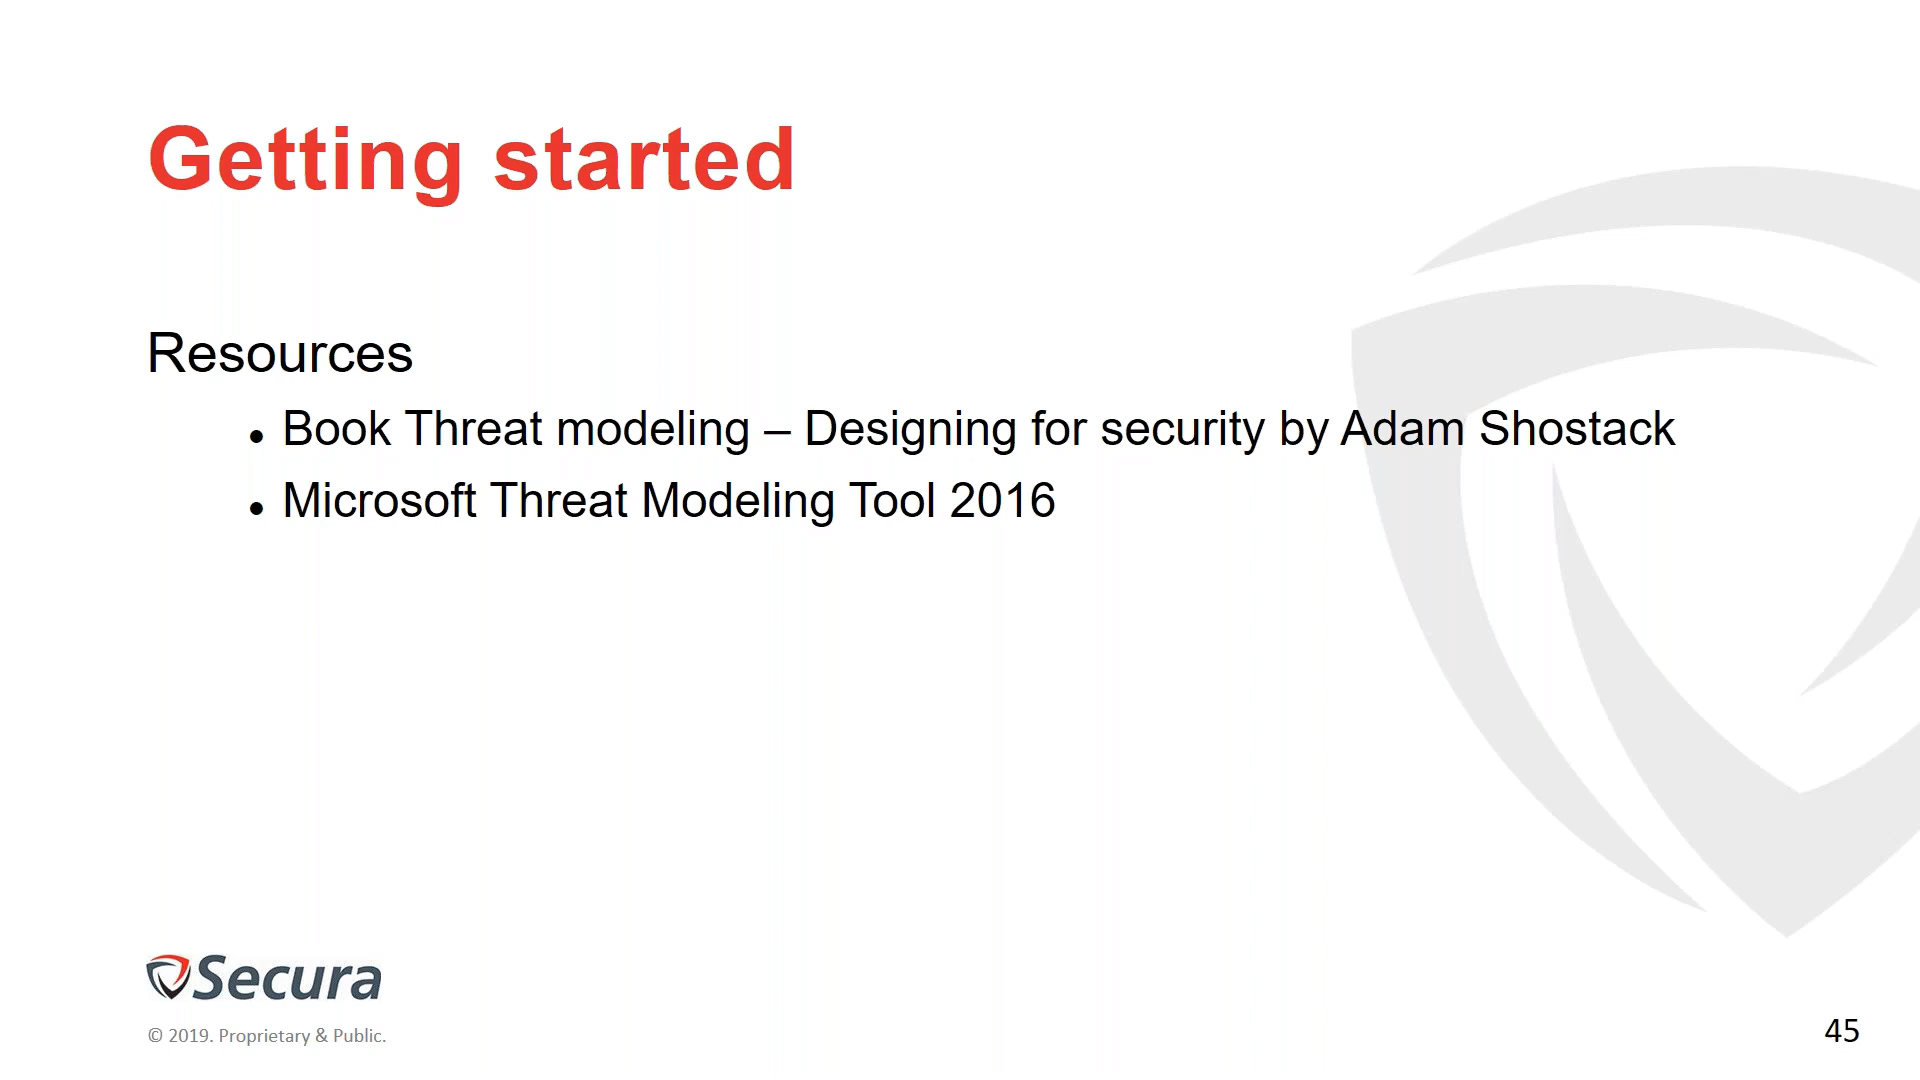 Getting started
Resources
• Book Threat modeling – Designing for security by Adam Shostack
• Microsoft Threat Modeling Tool 2016
Secura
© 2019. Proprietary & Public.
45